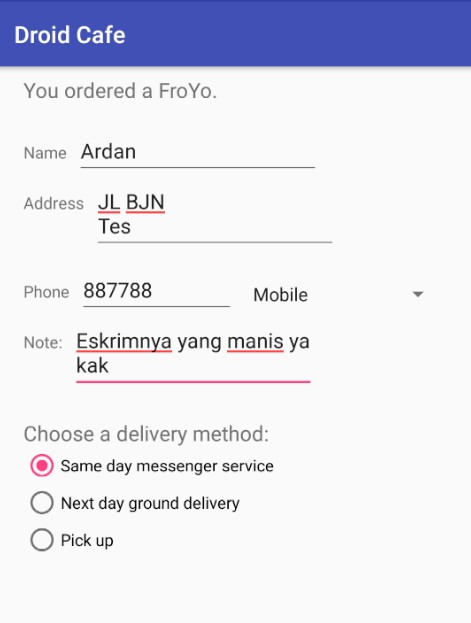 Droid Cafe
You ordered a FroYo.
Name Ardan
Address JL BJN
Tes
Phone 887788 Mobile
Note: Eskrimnya yang manis ya
kak
Choose a delivery method:
Same day messenger service
Next day ground delivery
Pick up